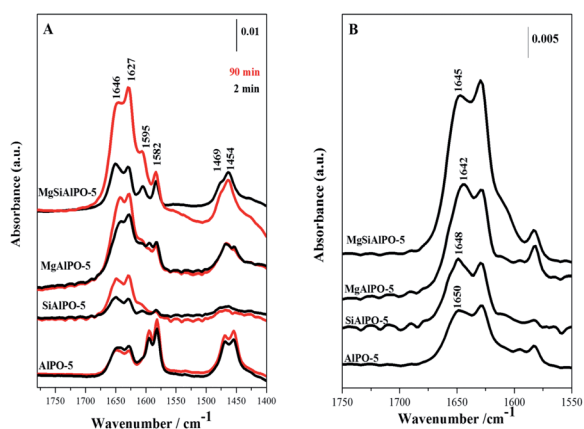 A
0.01
90 min
2 min
1646
1627
1595
1582
1469
1454
MgSiAlPO-5
MgAlPO-5
SiAlPO-5
AlPO-5
Absorbance (a.u.)
1750 1700 1650 1600 1550 1500 1450 1400
Wavenumber / cm-1
B
0.005
1645
1642
1648
1650
MgSiAlPO-5
MgAlPO-5
SiAlPO-5
AlPO-5
Absorbance (a.u.)
1750 1700 1650 1600 1550
Wavenumber /cm-1